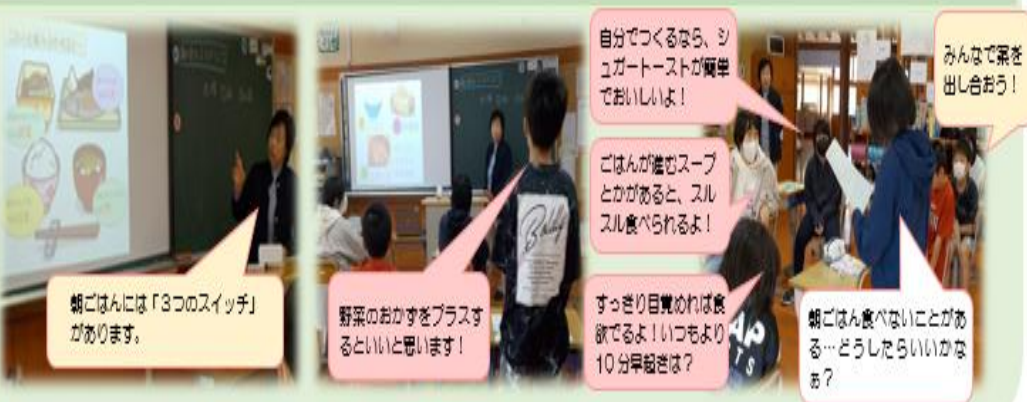 朝ごはんには「３つのスイッチ」
があります。
野菜のおかずをプラスす
るといいと思います！
自分でつくるなら、シ
ュガートーストが簡単
でおいしいよ！
ごはんが進むスープ
とかがあると、スル
スル食べられるよ！
すっきり目覚めれば食
欲でるよ！いつもより
10分早起きは？
みんなで案を
出し合おう！
朝ごはん食べないことがあ
る…どうしたらいいかな
ぁ？